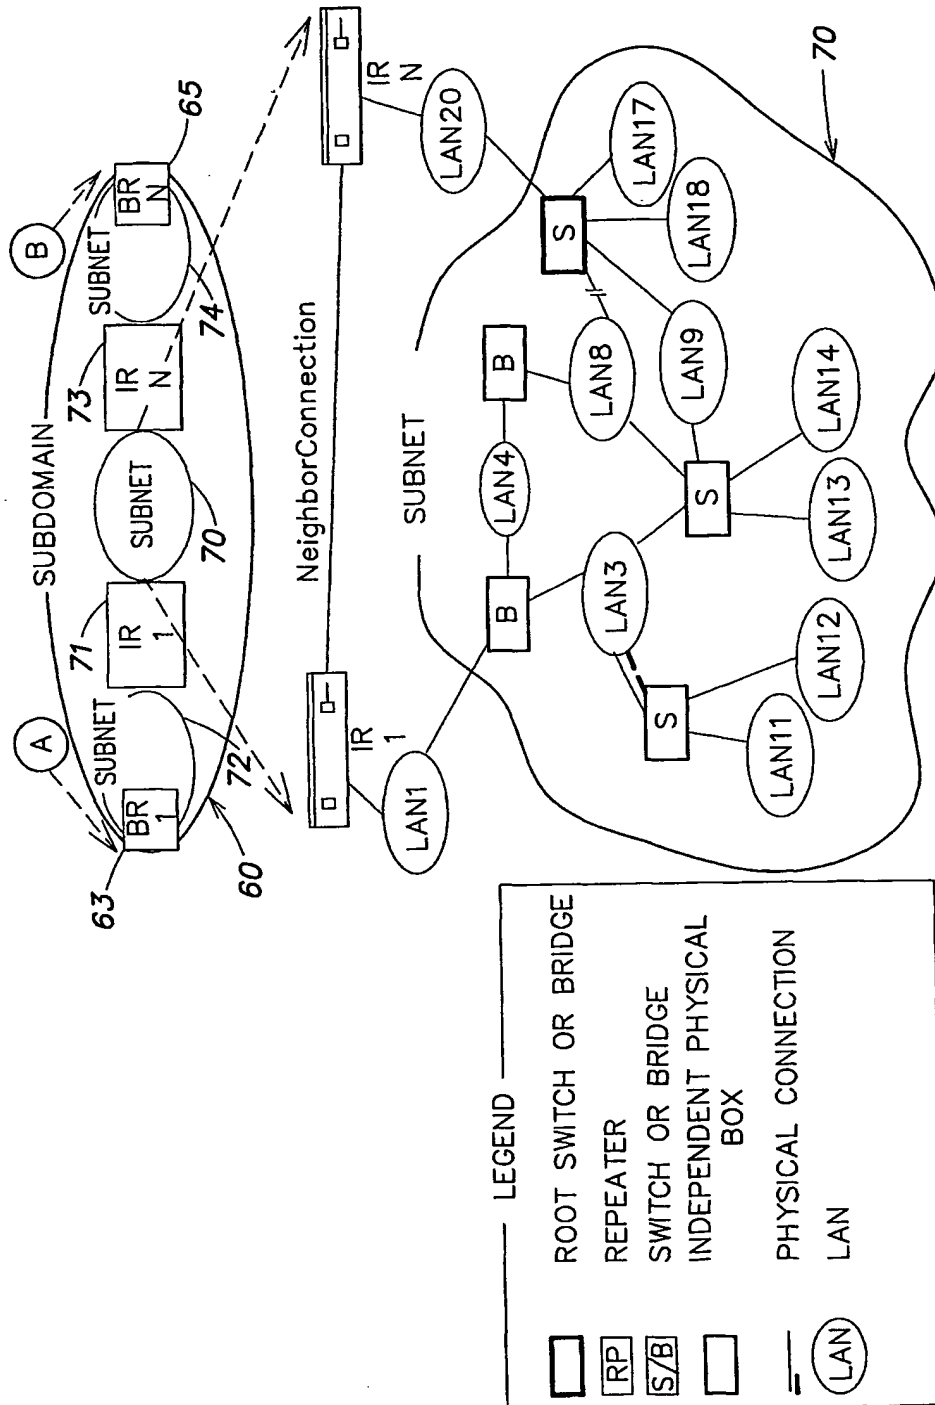 SUBDOMAIN
A
B
63
BR
1
SUBNET
72
60
71
IR
1
SUBNET
70
73
IR
N
SUBNET
74
BR
N
65
NeighborConnection
IR
1
IR
N
LAN1
LAN20
SUBNET
B
LAN4
B
LAN3
LAN8
S
LAN9
S
LAN17
LAN18
S
LAN11
LAN12
LAN13
LAN14
70
LEGEND
ROOT SWITCH OR BRIDGE
RP REPEATER
S/B SWITCH OR BRIDGE
INDEPENDENT PHYSICAL
BOX
PHYSICAL CONNECTION
LAN LAN